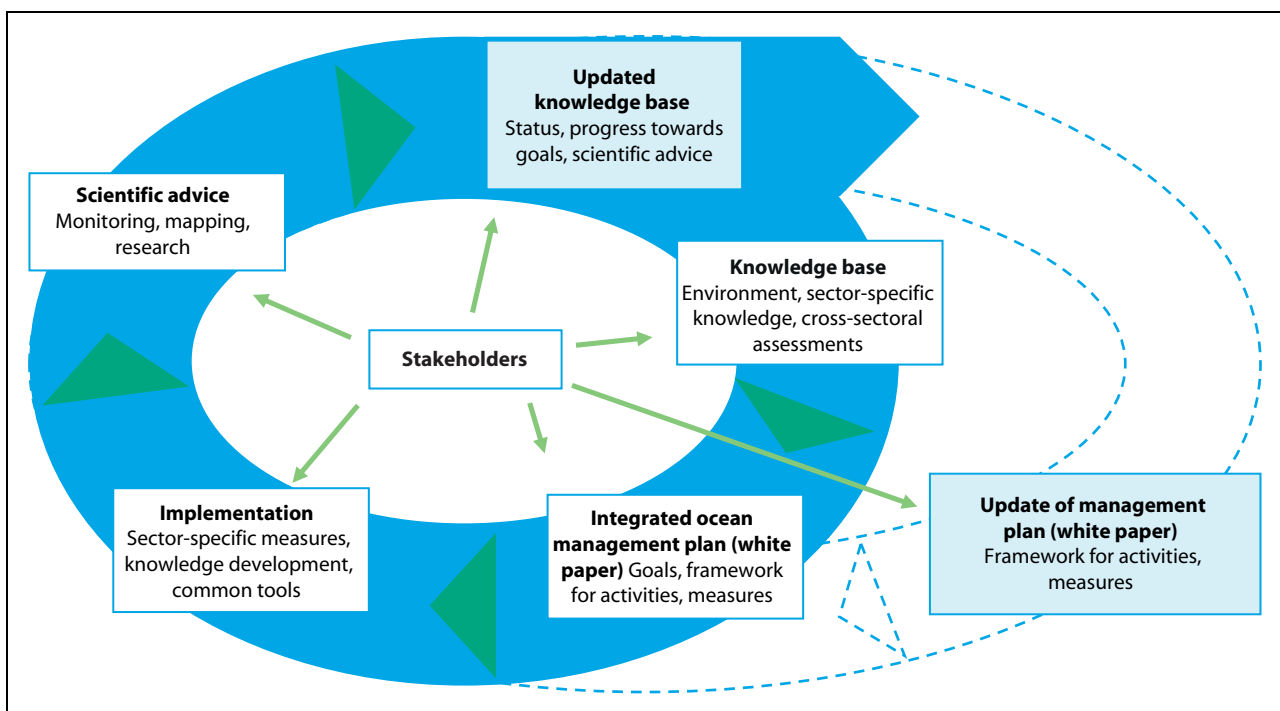 Updated
knowledge base
Status, progress towards
goals, scientific advice
Scientific advice
Monitoring, mapping,
research
Knowledge base
Environment, sector-specific
knowledge, cross-sectoral
assessments
Stakeholders
Implementation
Sector-specific measures,
knowledge development,
common tools
Integrated ocean
management plan (white
paper) Goals, framework
for activities, measures
Update of management
plan (white paper)
Framework for activities,
measures